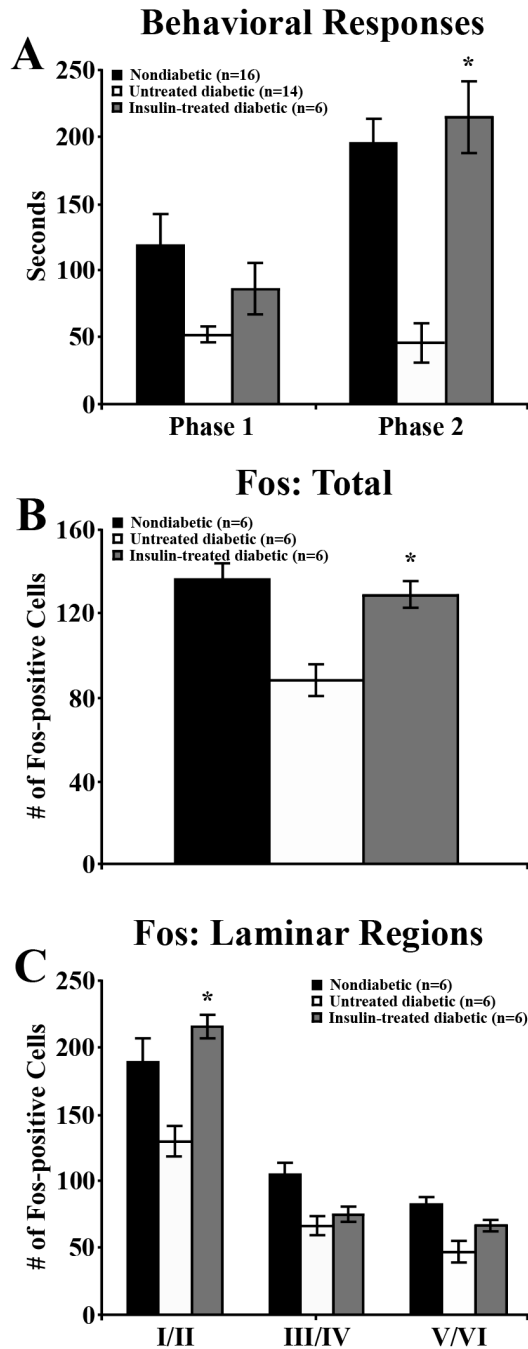 Behavioral Responses
A
Nondiabetic (n=16)
Untreated diabetic (n=14)
Insulin-treated diabetic (n=6)
*
250
200
150
100
50
0
Seconds
Phase 1 Phase 2
Fos: Total
B
Nondiabetic (n=6)
Untreated diabetic (n=6)
Insulin-treated diabetic (n=6)
*
160
120
80
40
0
# of Fos-positive Cells
Fos: Laminar Regions
C
Nondiabetic (n=6)
Untreated diabetic (n=6)
Insulin-treated diabetic (n=6)
*
250
200
150
100
50
0
# of Fos-positive Cells
I/II III/IV V/VI